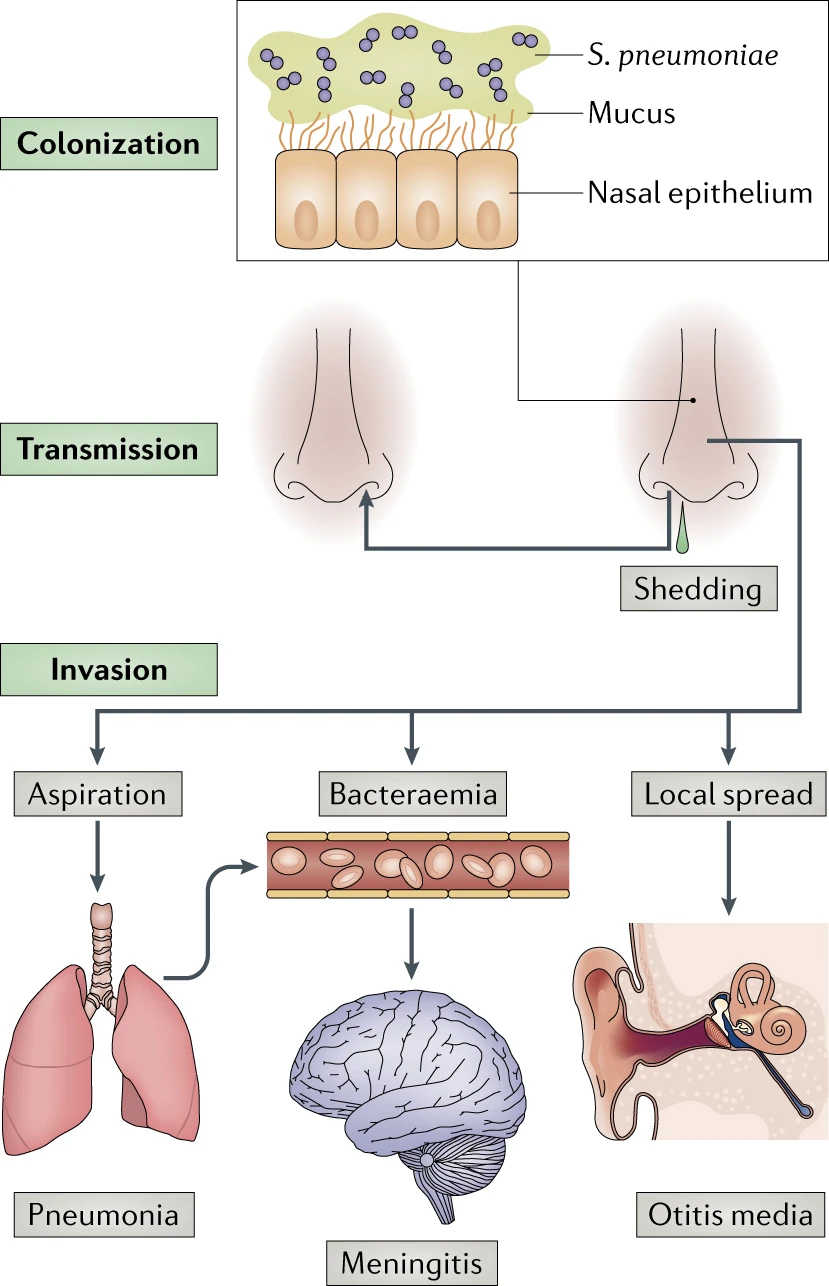 S. pneumoniae
Mucus
Colonization
Nasal epithelium
Transmission
Shedding
Invasion
Aspiration
Bacteraemia
Local spread
Pneumonia
Meningitis
Otitis media